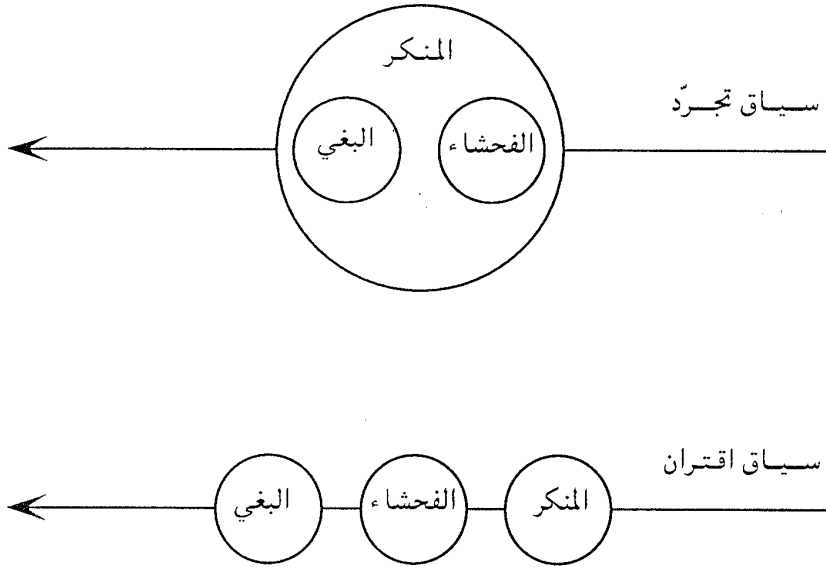 المنكر
سياق تجرّد
الفحشاء
البغي
سياق اقتران
المنكر
الفحشاء
البغي